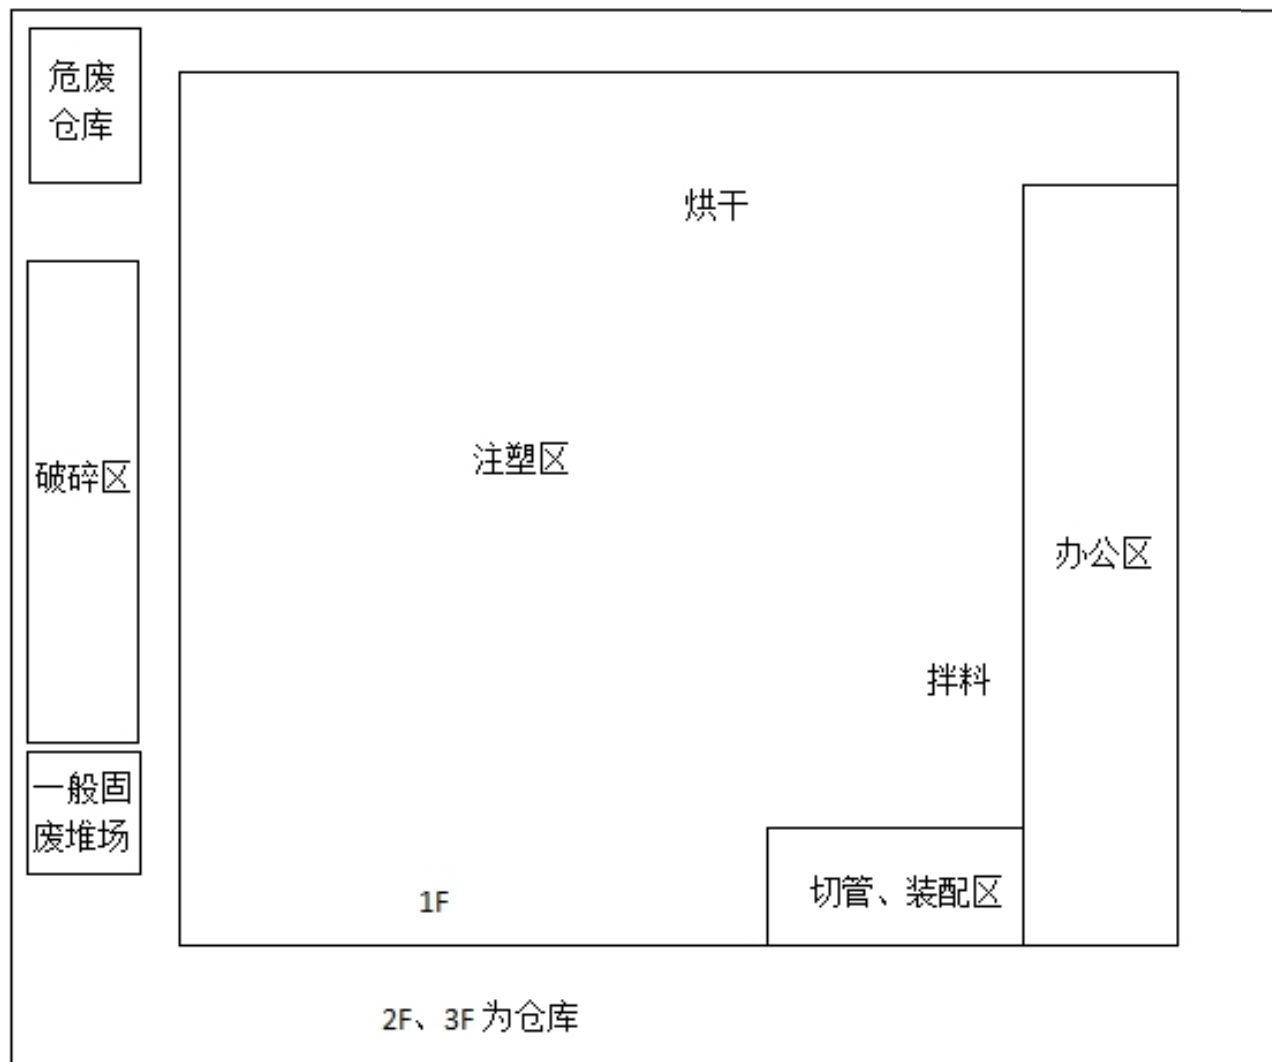 危废
仓库
烘干
注塑区
破碎区
办公区
拌料
一般固
废堆场
切管、装配区
1F
2F、3F 为仓库